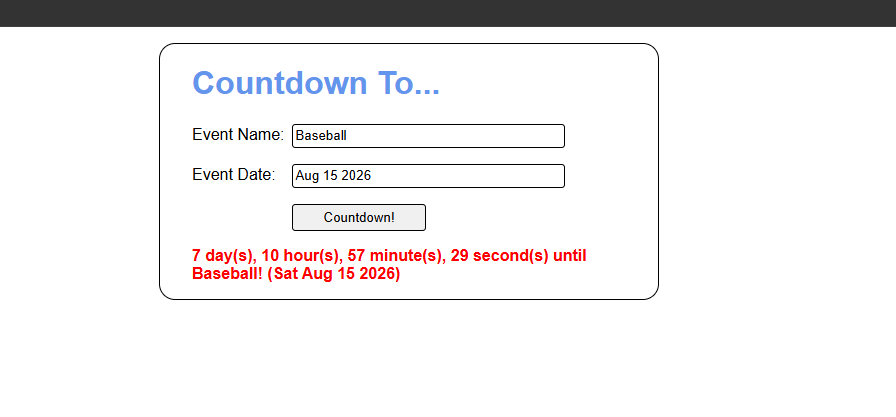 Countdown To...
Event Name: Baseball
Event Date: Aug 15 2026
Countdown!
7 day(s), 10 hour(s), 57 minute(s), 29 second(s) until
Baseball! (Sat Aug 15 2026)